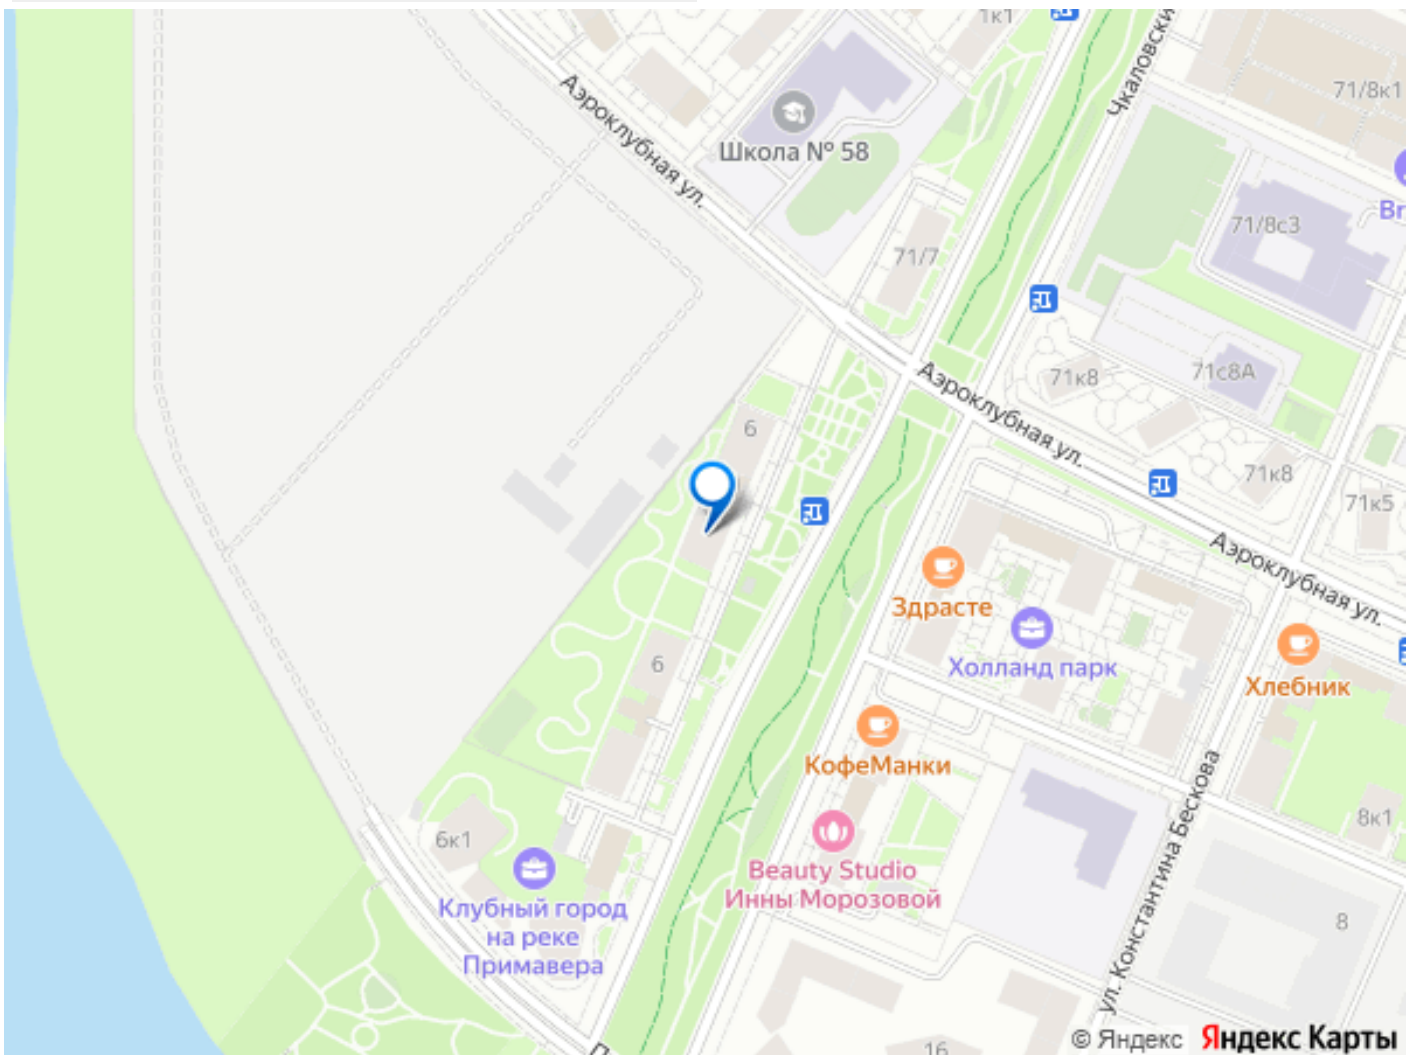 1к1
Чкаловски
71/8к1
Аэроклубная ул.
Школа № 58
Br
71/8с3
71/7
Аэроклубная ул.
71к8
71с8А
6
71к8
71к5
Аэроклубная ул.
Здрасте
Холланд парк
6
Хлебник
КофеМанки
ул. Константина Бескова
8к1
6к1
Beauty Studio
Инны Морозовой
Клубный город
на реке
Примавера
8
16
© Яндекс Яндекс Карты